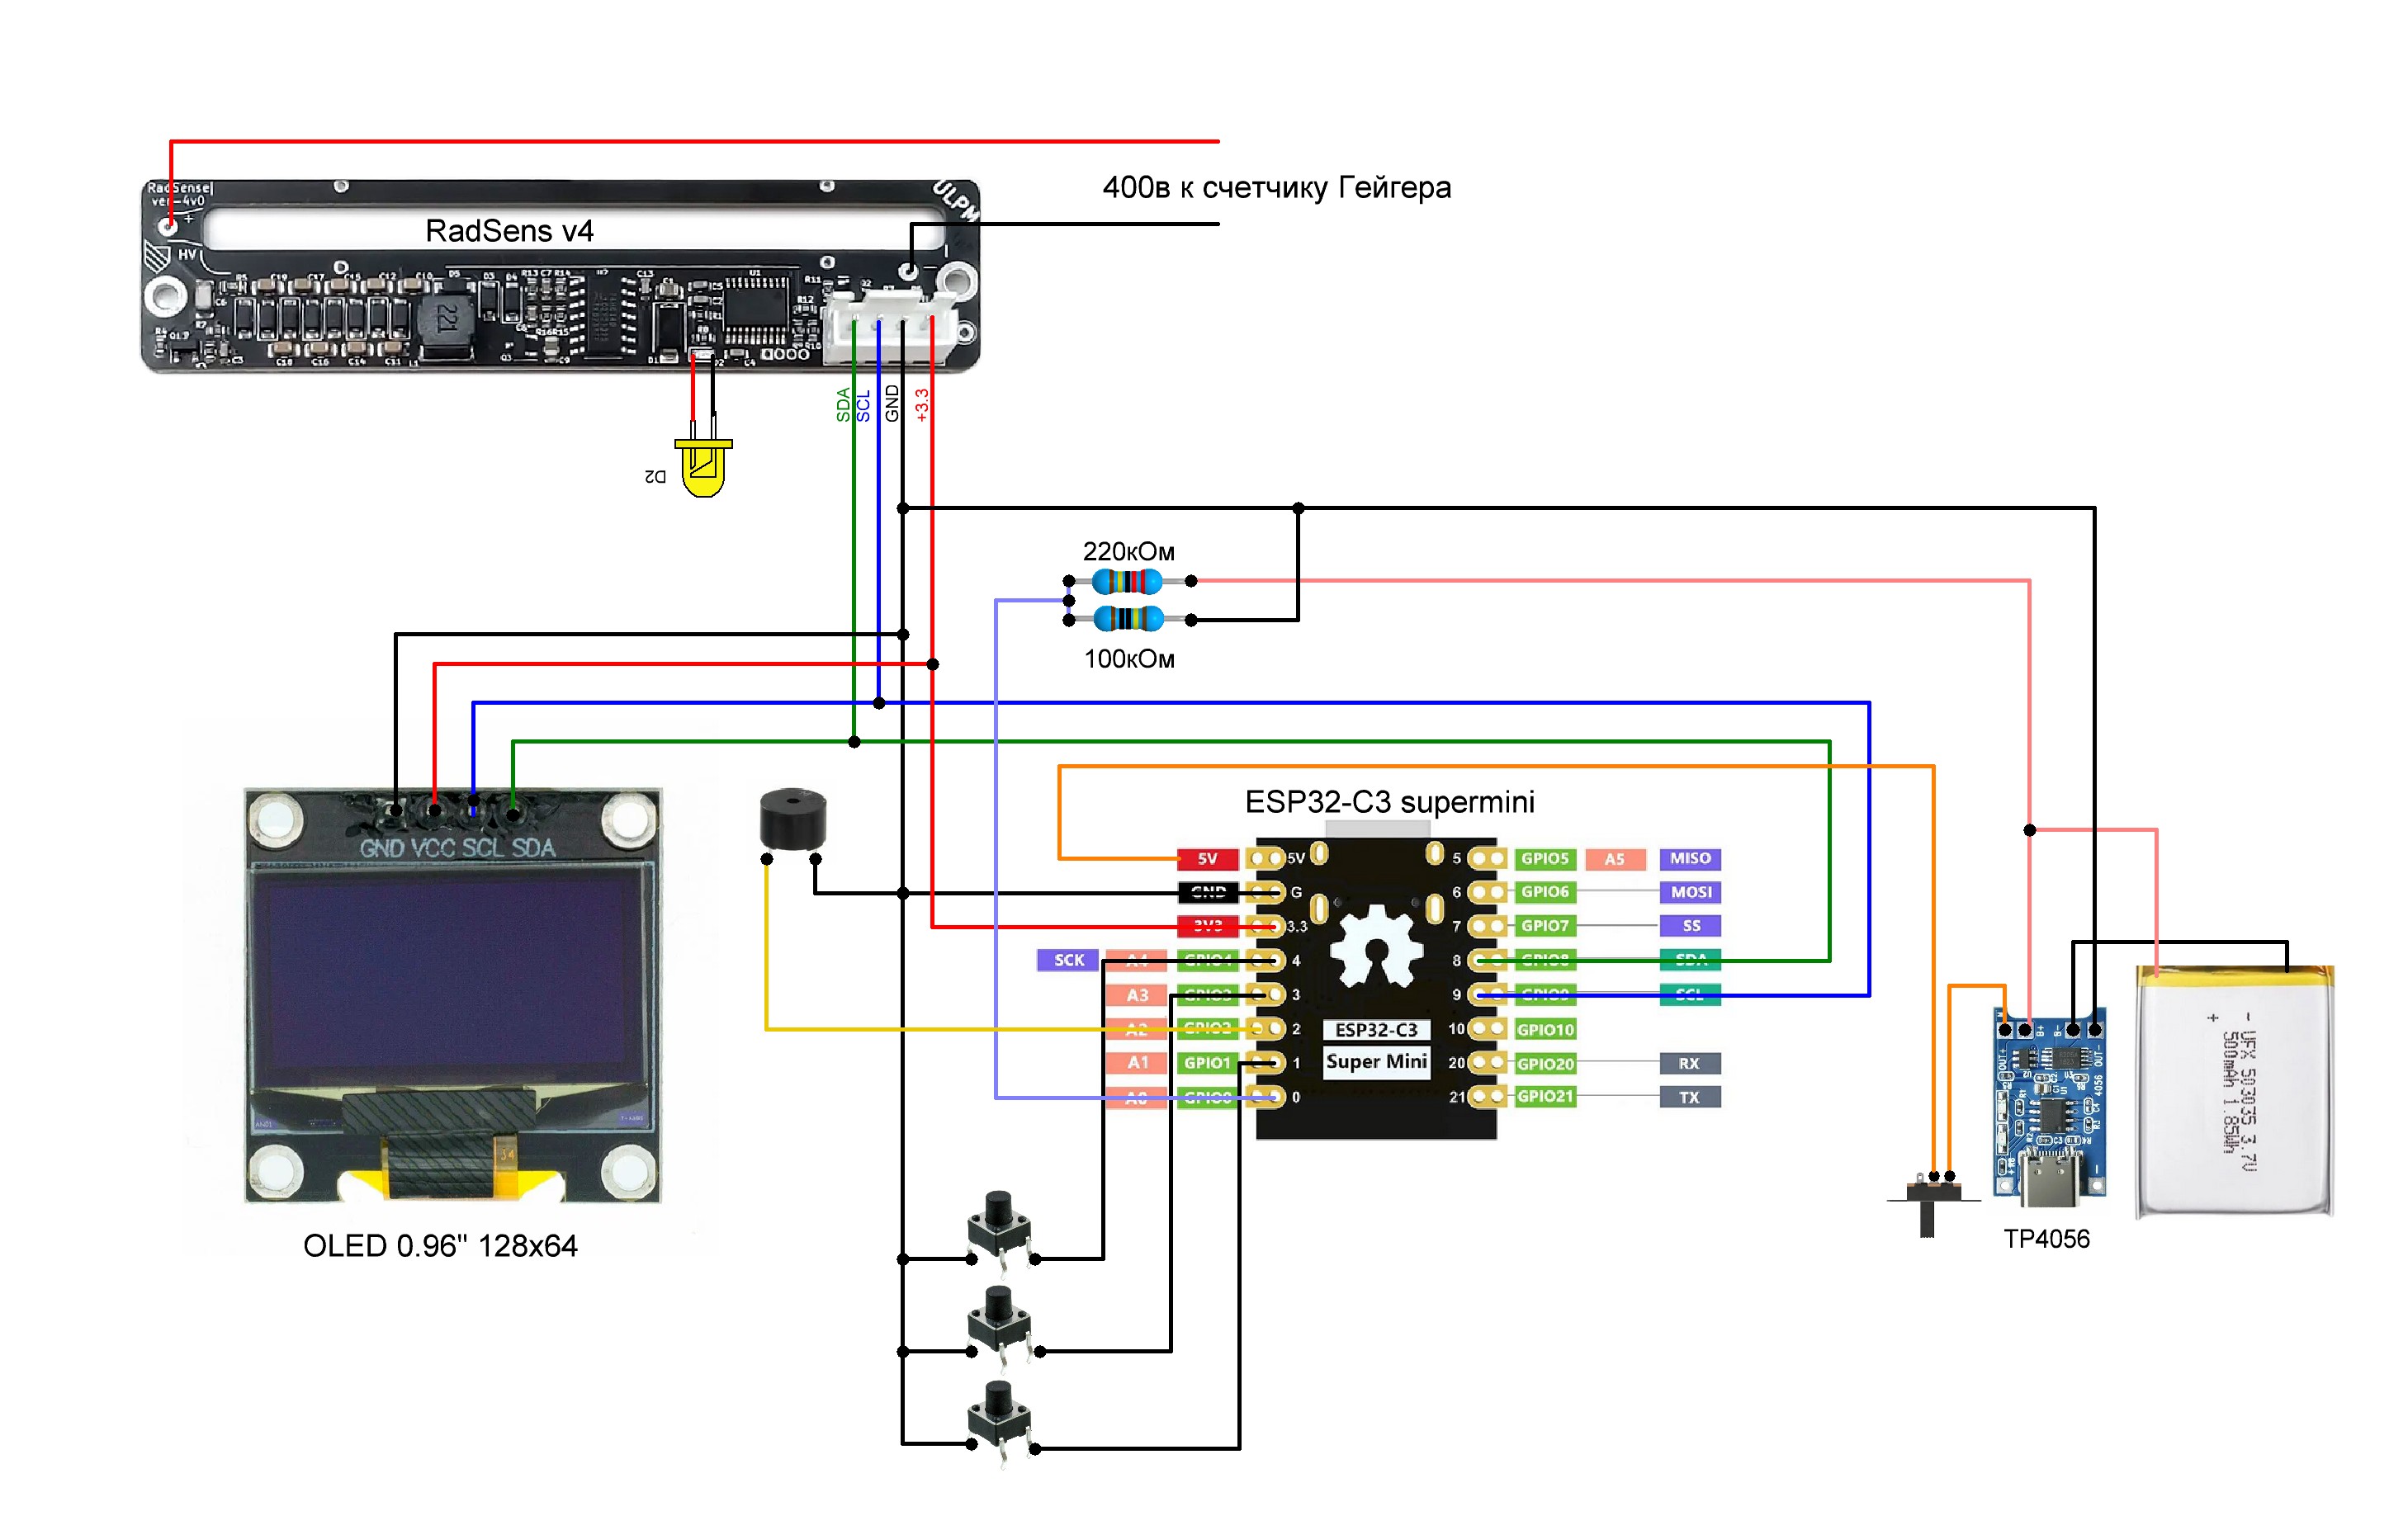 400в к счетчику Гейгера
RadSense
ver-4v0
ULPM
+
HV
RadSens v4
221
SDA
SCL
GND
+3.3
D2
220кОм
100кОм
GND VCC SCL SDA
34
OLED 0.96" 128x64
ESP32-C3 supermini
5V 5V 5 GPIO5 A5 MISO
GND G 6 GPIO6 MOSI
3V3 3.3 7 GPIO7 SS
SCK A4 GPIO4 4 8 GPIO8 SDA
A3 GPIO3 3 9 GPIO9 SCL
A2 GPIO2 2 10 GPIO10
A1 GPIO1 1 20 GPIO20 RX
A0 GPIO0 0 21 GPIO21 TX
ESP32-C3
Super Mini
OUT+
B+
B-
OUT-
4056
TP4056
- UFX 503035 3.7V
+ 500mAh 1.85Wh